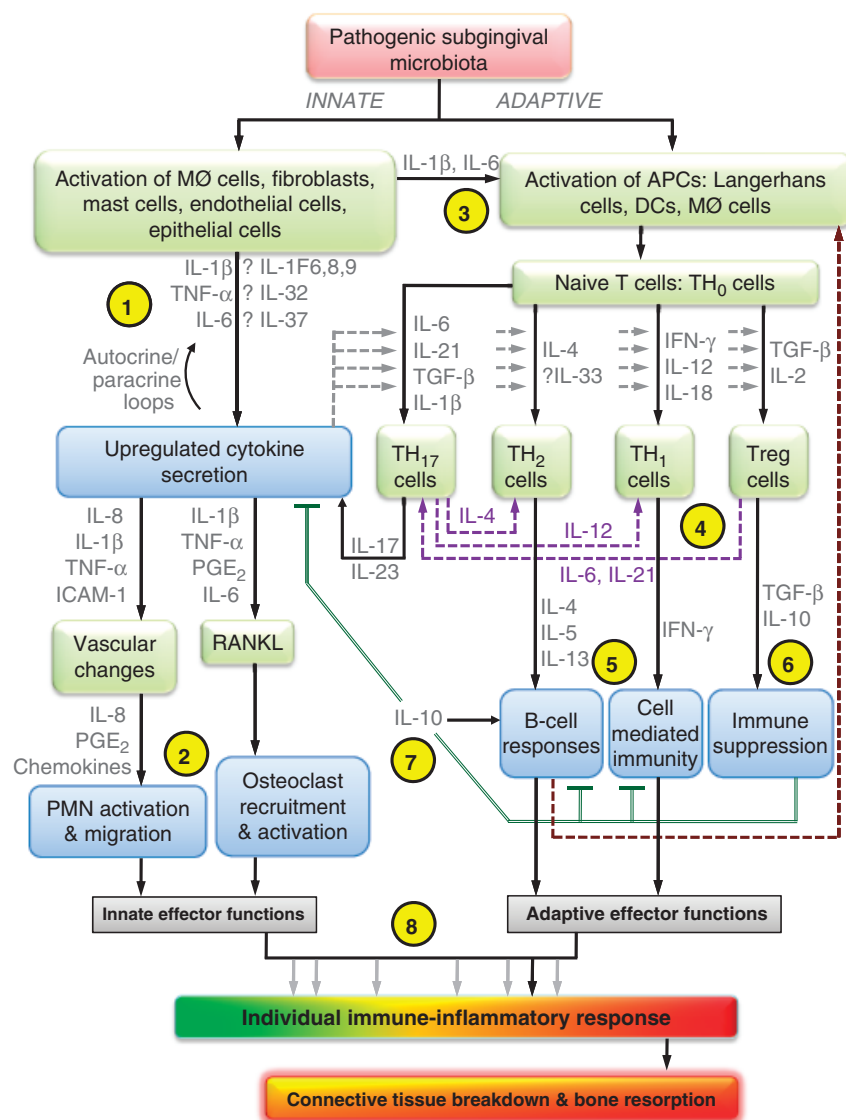 Pathogenic subgingival
microbiota
INNATE
ADAPTIVE
Activation of MØ cells, fibroblasts,
mast cells, endothelial cells,
epithelial cells
IL-1β, IL-6
3
Activation of APCs: Langerhans
cells, DCs, MØ cells
1
IL-1β ? IL-1F6,8,9
TNF-α ? IL-32
IL-6 ? IL-37
Autocrine/
paracrine
loops
Naive T cells: TH₀ cells
IL-6
IL-21
TGF-β
IL-1β
IL-4
?IL-33
IFN-γ
IL-12
IL-18
TGF-β
IL-2
Upregulated cytokine
secretion
TH₁₇
cells
TH₂
cells
TH₁
cells
Treg
cells
4
IL-4
IL-12
IL-6, IL-21
IL-17
IL-23
IL-8
IL-1β
TNF-α
ICAM-1
IL-1β
TNF-α
PGE₂
IL-6
IL-4
IL-5
IL-13
5
IFN-γ
TGF-β
IL-10
6
Vascular
changes
RANKL
IL-8
PGE₂
Chemokines
2
IL-10
7
B-cell
responses
Cell
mediated
immunity
Immune
suppression
PMN activation
& migration
Osteoclast
recruitment
& activation
Innate effector functions
8
Adaptive effector functions
Individual immune-inflammatory response
Connective tissue breakdown & bone resorption